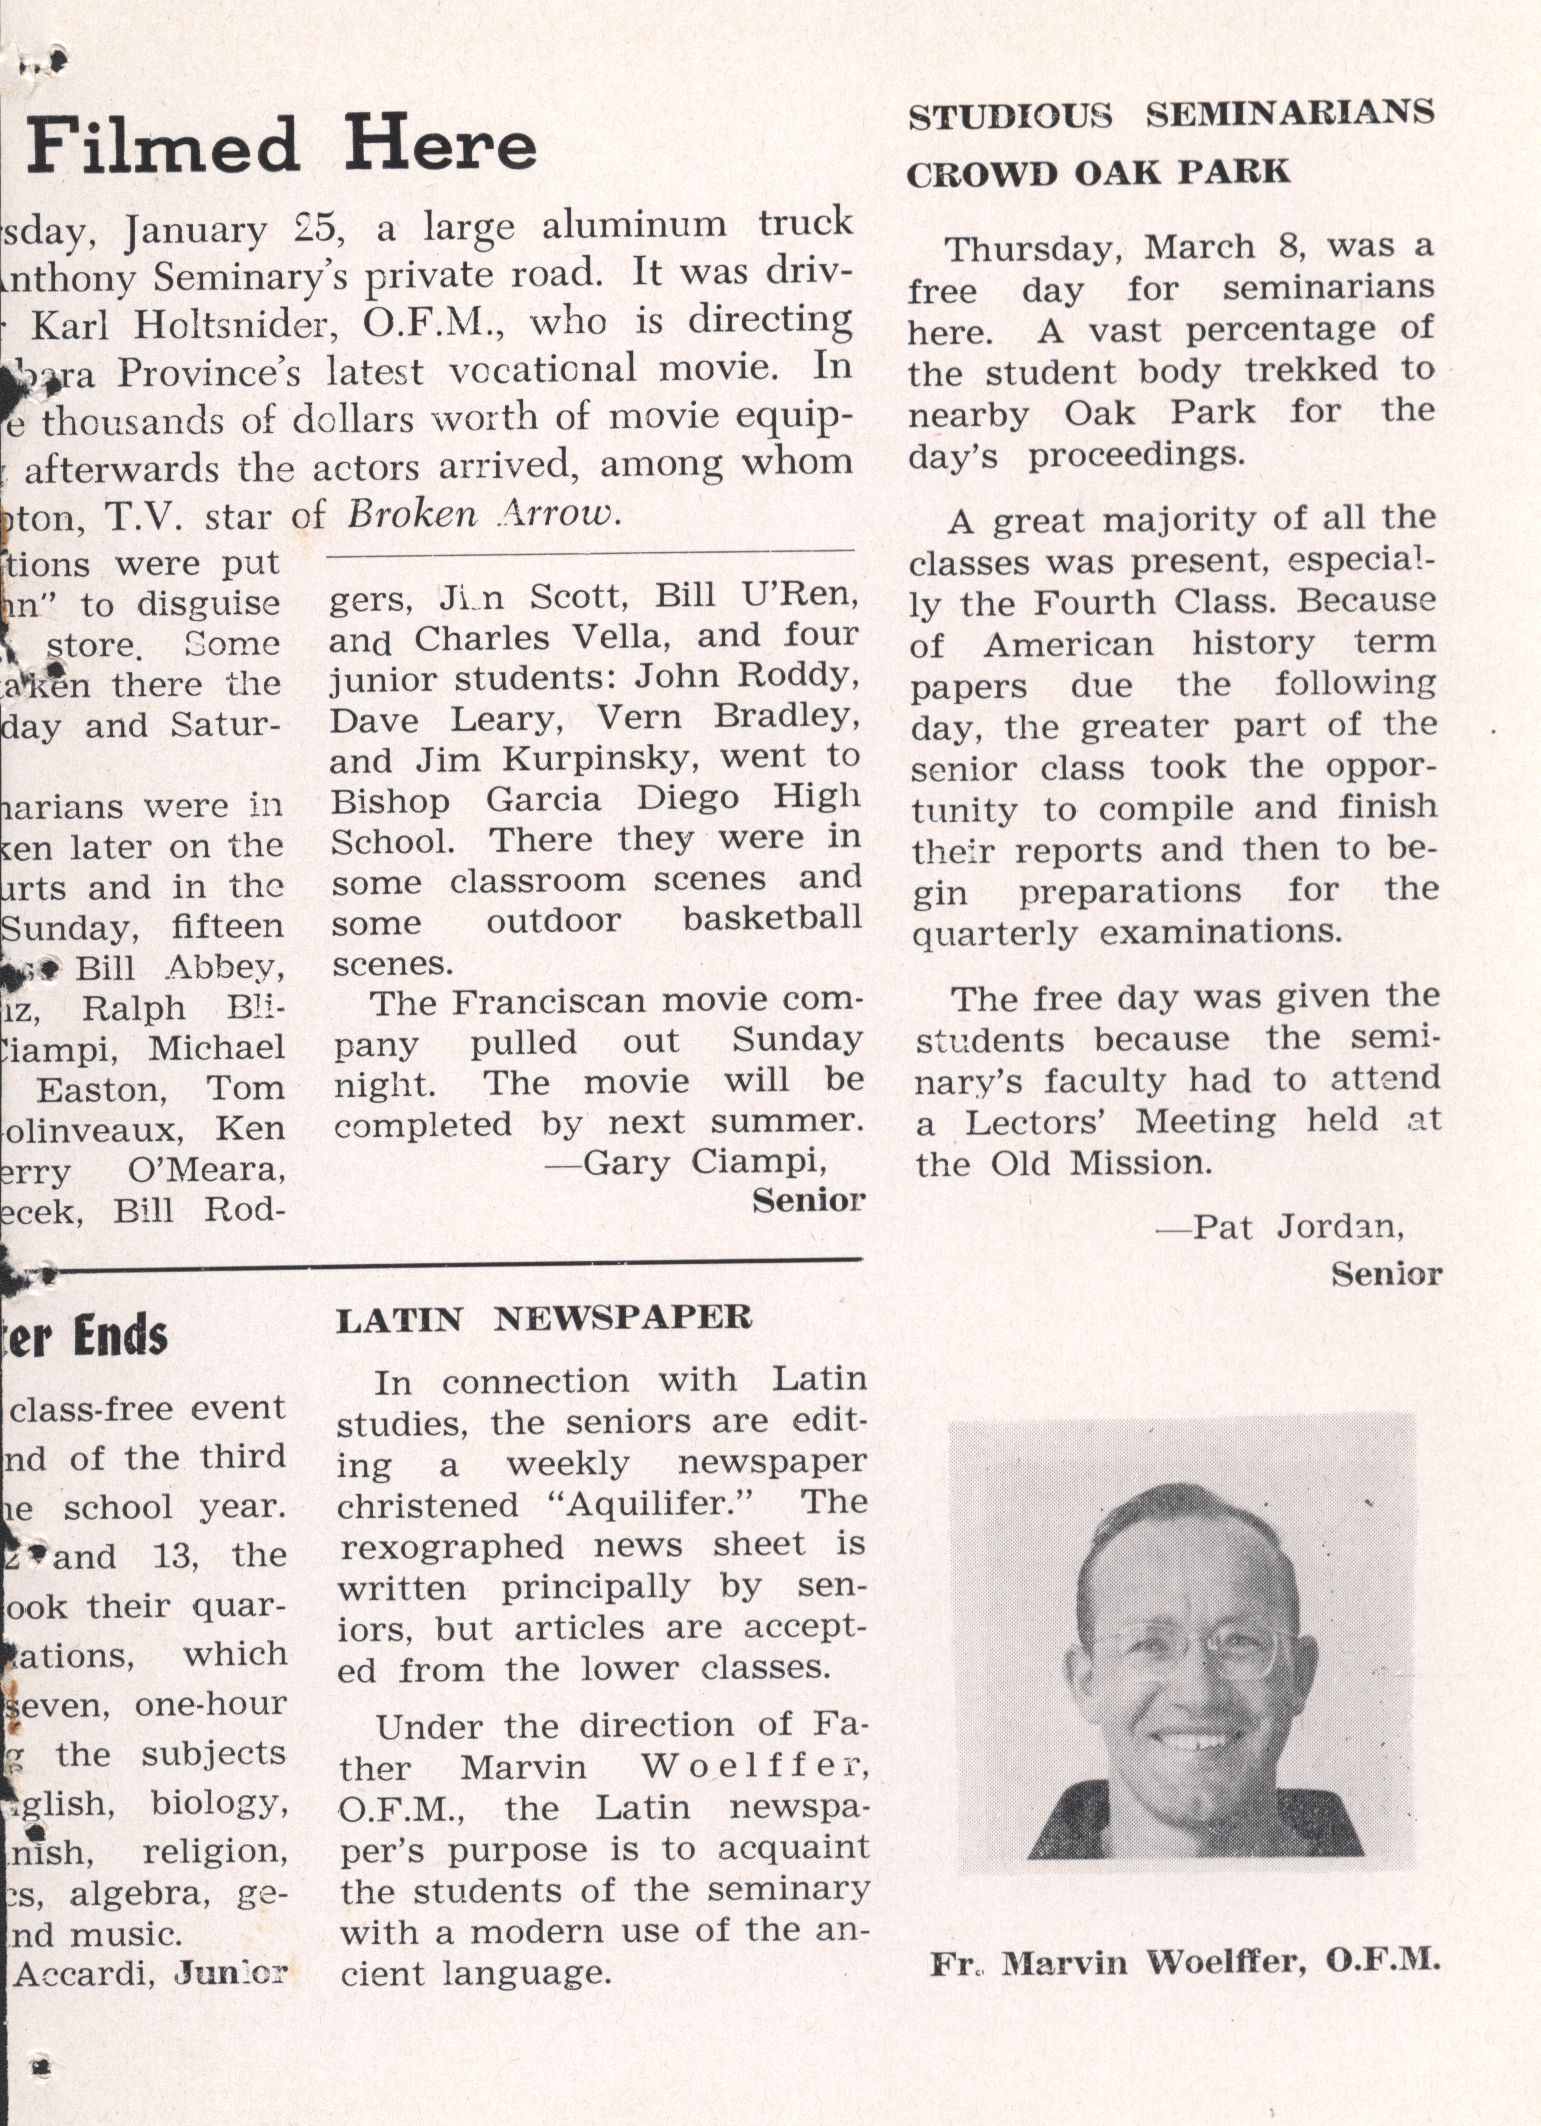 Filmed Here
sday, January 25, a large aluminum truck
Anthony Seminary's private road. It was driv-
Karl Holtsnider, O.F.M., who is directing
bara Province's latest vocational movie. In
thousands of dollars worth of movie equip-
afterwards the actors arrived, among whom
pton, T.V. star of Broken Arrow.
tions were put
to disguise
store. Some
taken there the
day and Satur-
narians were in
ken later on the
urts and in the
Sunday, fifteen
Bill Abbey,
nz, Ralph Bli-
Ciampi, Michael
Easton, Tom
olinveaux, Ken
erry O'Meara,
ecek, Bill Rod-
gers, Jim Scott, Bill U'Ren,
and Charles Vella, and four
junior students: John Roddy,
Dave Leary, Vern Bradley,
and Jim Kurpinsky, went to
Bishop Garcia Diego High
School. There they were in
some classroom scenes and
some outdoor basketball
scenes.
The Franciscan movie com-
pany pulled out Sunday
night. The movie will be
completed by next summer.
—Gary Ciampi,
Senior
er Ends
class-free event
nd of the third
school year.
and 13, the
ook their quar-
ations, which
seven, one-hour
the subjects
glish, biology,
nish, religion,
cs, algebra, ge-
nd music.
Accardi, Junior
LATIN NEWSPAPER
In connection with Latin
studies, the seniors are edit-
ing a weekly newspaper
christened “Aquilifer.” The
rexographed news sheet is
written principally by sen-
iors, but articles are accept-
ed from the lower classes.
Under the direction of Fa-
ther Marvin Woelffer,
O.F.M., the Latin newspa-
per's purpose is to acquaint
the students of the seminary
with a modern use of the an-
cient language.
STUDIOUS SEMINARIANS
CROWD OAK PARK
Thursday, March 8, was a
free day for seminarians
here. A vast percentage of
the student body trekked to
nearby Oak Park for the
day's proceedings.
A great majority of all the
classes was present, especial-
ly the Fourth Class. Because
of American history term
papers due the following
day, the greater part of the
senior class took the oppor-
tunity to compile and finish
their reports and then to be-
gin preparations for the
quarterly examinations.
The free day was given the
students because the semi-
nary's faculty had to attend
a Lectors' Meeting held at
the Old Mission.
—Pat Jordan,
Senior
Fr. Marvin Woelffer, O.F.M.